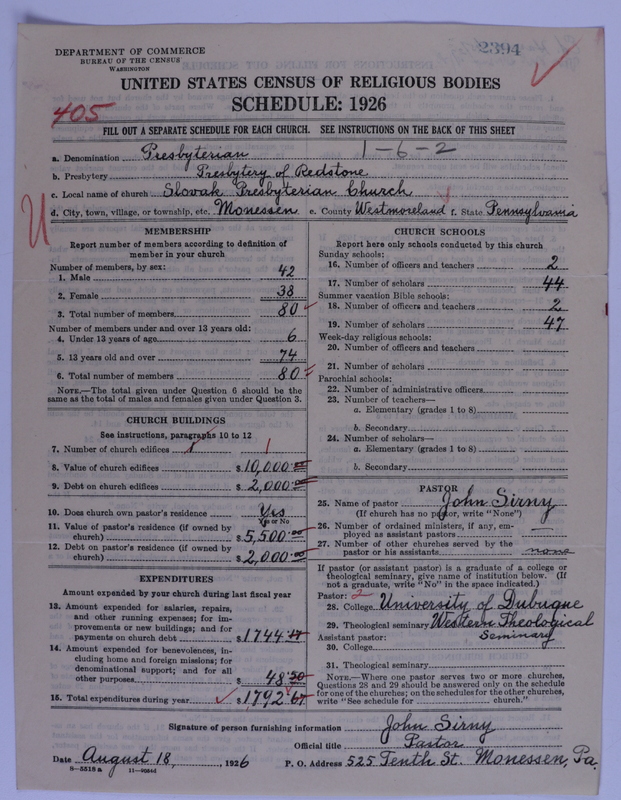 2394
DEPARTMENT OF COMMERCE
BUREAU OF THE CENSUS
WASHINGTON
UNITED STATES CENSUS OF RELIGIOUS BODIES
SCHEDULE: 1926
405
FILL OUT A SEPARATE SCHEDULE FOR EACH CHURCH. SEE INSTRUCTIONS ON THE BACK OF THIS SHEET
1-6-2
a. Denomination Presbyterian
b. Presbytery Presbytery of Redstone
c. Local name of church Slovak Presbyterian Church
d. City, town, village, or township, etc. Monessen e. County Westmoreland f. State Pennsylvania
MEMBERSHIP
Report number of members according to definition of
member in your church
Number of members, by sex:
1. Male 42
2. Female 38
3. Total number of members 80
Number of members under and over 13 years old:
4. Under 13 years of age 6
5. 13 years old and over 74
6. Total number of members 80
NOTE.—The total given under Question 6 should be
the same as the total of males and females given under Question 3.
CHURCH BUILDINGS
See instructions, paragraphs 10 to 12
7. Number of church edifices 1
8. Value of church edifices $10,000.00
9. Debt on church edifices $2,000.00
10. Does church own pastor's residence Yes
Yes or No
11. Value of pastor's residence (if owned by
church) $5,500.00
12. Debt on pastor's residence (if owned by
church) $2,000.00
EXPENDITURES
Amount expended by your church during last fiscal year
13. Amount expended for salaries, repairs,
and other running expenses; for im-
provements or new buildings; and for
payments on church debt $1744.17
14. Amount expended for benevolences, in-
cluding home and foreign missions; for
denominational support; and for all
other purposes $48.50
15. Total expenditures during year $1792.67
CHURCH SCHOOLS
Report here only schools conducted by this church
Sunday schools:
16. Number of officers and teachers 2
17. Number of scholars 44
Summer vacation Bible schools:
18. Number of officers and teachers 2
19. Number of scholars 47
Week-day religious schools:
20. Number of officers and teachers
21. Number of scholars
Parochial schools:
22. Number of administrative officers
23. Number of teachers—
a. Elementary (grades 1 to 8)
b. Secondary
24. Number of scholars—
a. Elementary (grades 1 to 8)
b. Secondary
PASTOR
25. Name of pastor John Sirny
(If church has no pastor, write "None")
26. Number of ordained ministers, if any, em-
ployed as assistant pastors —
27. Number of other churches served by the
pastor or his assistants none
If pastor (or assistant pastor) is a graduate of a college or
theological seminary, give name of institution below. (If
not a graduate, write "No" in the space indicated.)
Pastor: 2
28. College University of Dubuque
29. Theological seminary Western Theological
Assistant pastor: Seminary
30. College
31. Theological seminary
NOTE.—Where one pastor serves two or more churches,
Questions 28 and 29 should be answered only on the schedule
for one of the churches; on the schedules for the other churches,
write "See schedule for church."
Signature of person furnishing information John Sirny
Official title Pastor
Date August 18, 1926 P. O. Address 525 Tenth St. Monessen, Pa.
8—5518 a 11—9084d